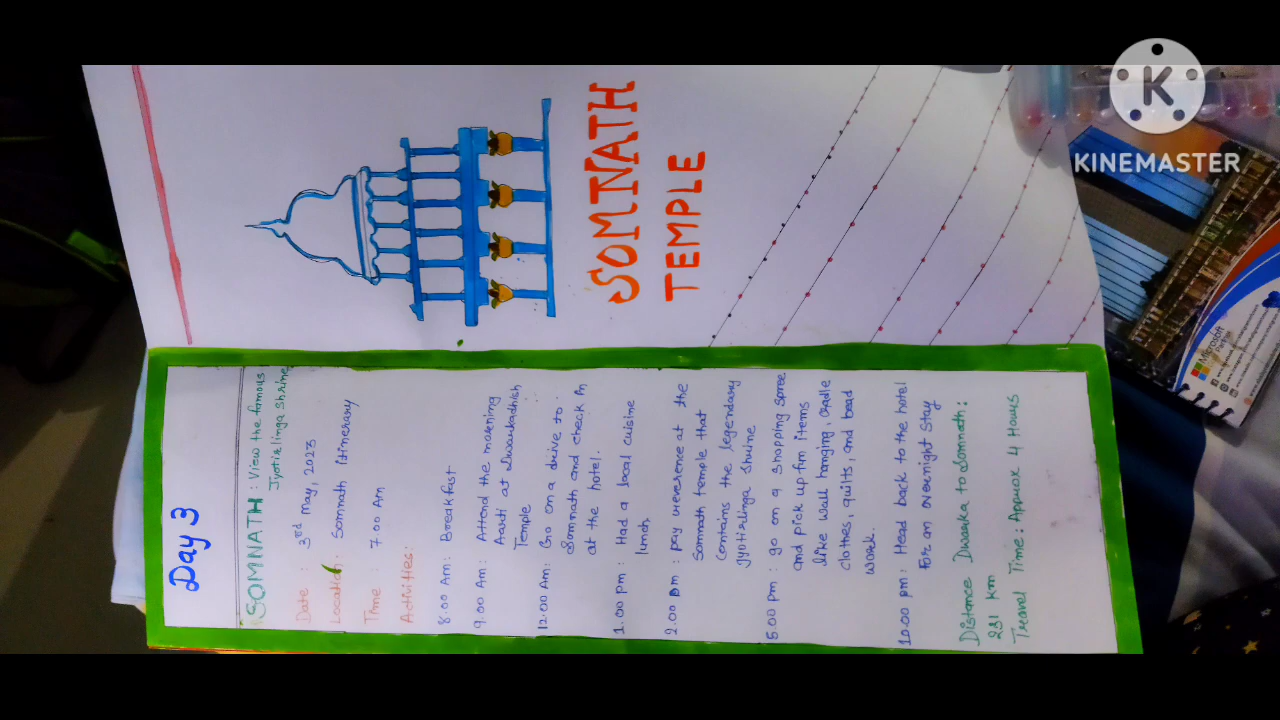 Day 3
SOMNATH : View the famous
Jyotirlinga Shrine
Date : 3rd May, 2023
Location : Somnath itinerary
Time : 7.00 Am
Activities:
8.00 Am : Breakfast
9.00 Am : Attand the morening
Aarti at Dwarkadhish
Temple
12.00 Am : Go on a drive to
Somnath and check in
at the hotel.
1.00 pm : Had a local cuisine
lunch
2.00 pm : pay reverence at the
Somnath temple that
Contains the legendary
jyotirlinga Shrine
5.00 pm : go on a shopping spree
and pick up fun items
like wall hanging, Cradle
clothes, quilts, and bead
work.
10.00 pm : Head back to the hotel
For an overnight stay
Distance Dwarka to Somnath :
231 km
Travel Time : Approx 4 Hours
SOMNATH
TEMPLE
K
KINEMASTER
Microsoft
Partner